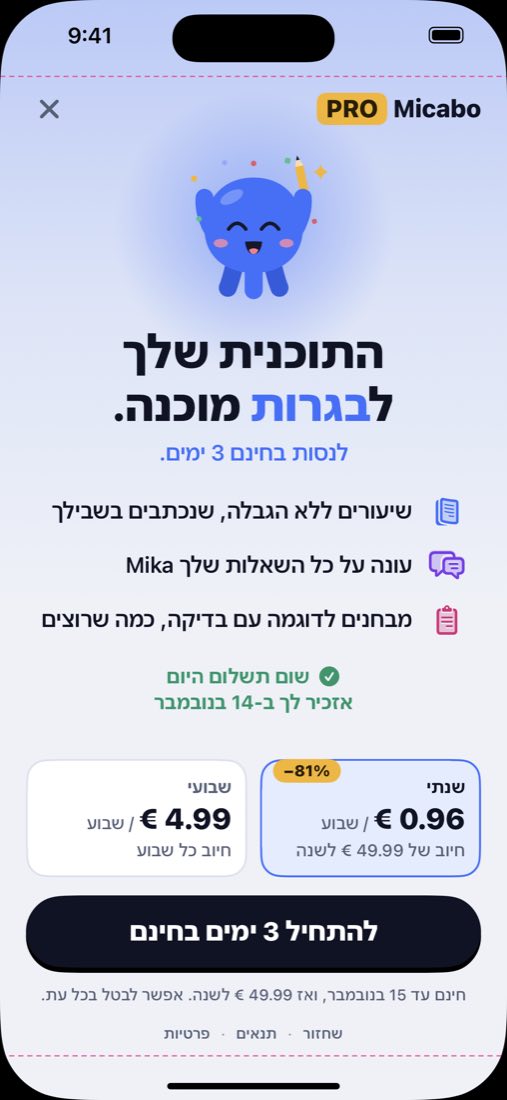 9:41
Micabo PRO
התוכנית שלך
לבגרות מוכנה.
לנסות בחינם 3 ימים.
שיעורים ללא הגבלה, שנכתבים בשבילך
Mika עונה על כל השאלות שלך
מבחנים לדוגמה עם בדיקה, כמה שרוצים
שום תשלום היום
אזכיר לך ב-14 בנובמבר
−81%
שנתי
0.96 € / שבוע
חיוב של 49.99 € לשנה
שבועי
4.99 € / שבוע
חיוב כל שבוע
להתחיל 3 ימים בחינם
חינם עד 15 בנובמבר, ואז 49.99 € לשנה. אפשר לבטל בכל עת.
שחזור · תנאים · פרטיות